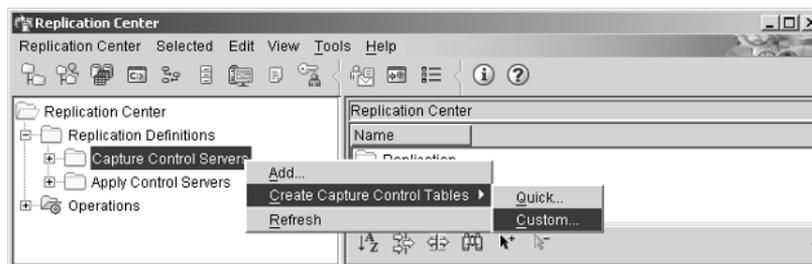 Replication Center
Replication Center Selected Edit View Tools Help
Replication Center
Replication Definitions
Capture Control Servers
Apply Control Servers
Operations
Replication Center
Name
Replication
Add...
Create Capture Control Tables
Refresh
Quick...
Custom...